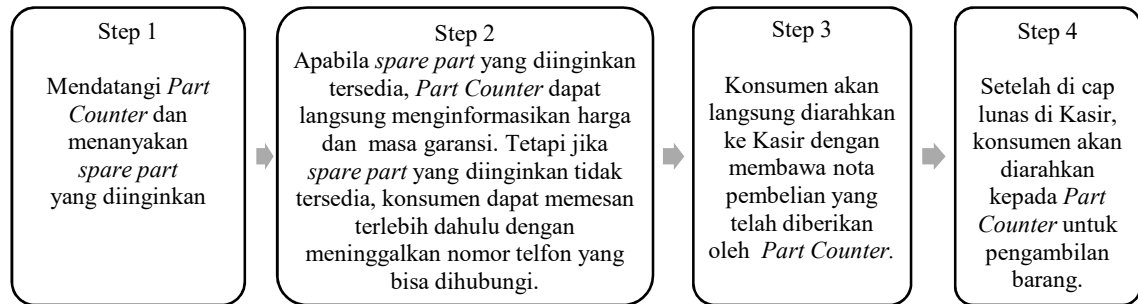 Step 1
Mendatangi Part
Counter dan
menanyakan
spare part
yang diinginkan
Step 2
Apabila spare part yang diinginkan
tersedia, Part Counter dapat
langsung menginformasikan harga
dan masa garansi. Tetapi jika
spare part yang diinginkan tidak
tersedia, konsumen dapat memesan
terlebih dahulu dengan
meninggalkan nomor telfon yang
bisa dihubungi.
Step 3
Konsumen akan
langsung diarahkan
ke Kasir dengan
membawa nota
pembelian yang
telah diberikan
oleh Part Counter.
Step 4
Setelah di cap
lunas di Kasir,
konsumen akan
diarahkan
kepada Part
Counter untuk
pengambilan
barang.